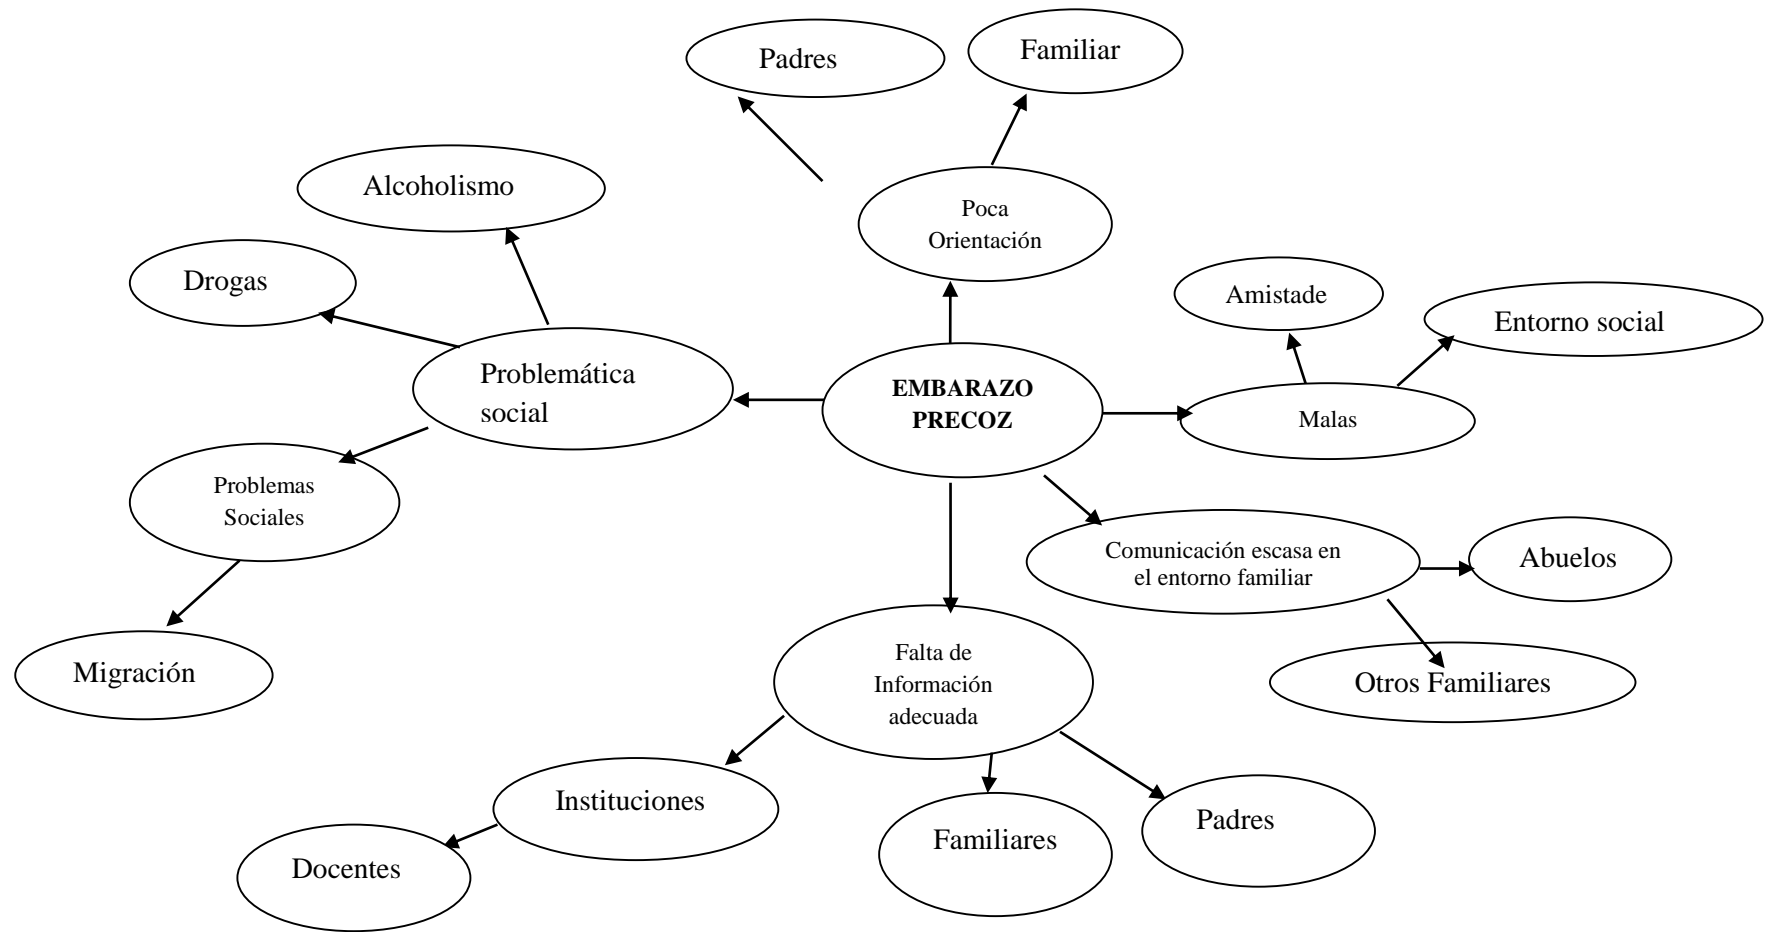 Padres
Familiar
Alcoholismo
Poca
Orientación
Drogas
Amistade
Entorno social
Problemática
social
EMBARAZO
PRECOZ
Malas
Problemas
Sociales
Comunicación escasa en
el entorno familiar
Abuelos
Falta de
Información
adecuada
Migración
Otros Familiares
Instituciones
Padres
Familiares
Docentes